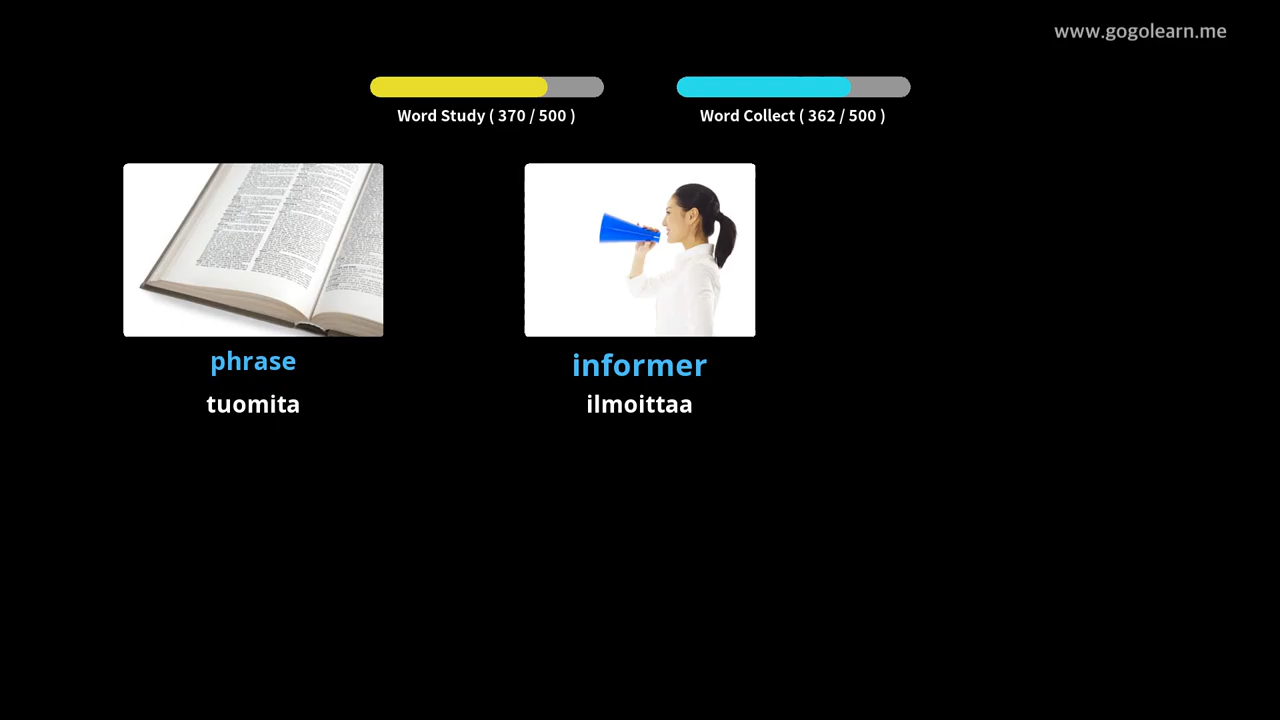 www.gogolearn.me
Word Study ( 370 / 500 )
Word Collect ( 362 / 500 )
phrase
tuomita
informer
ilmoittaa